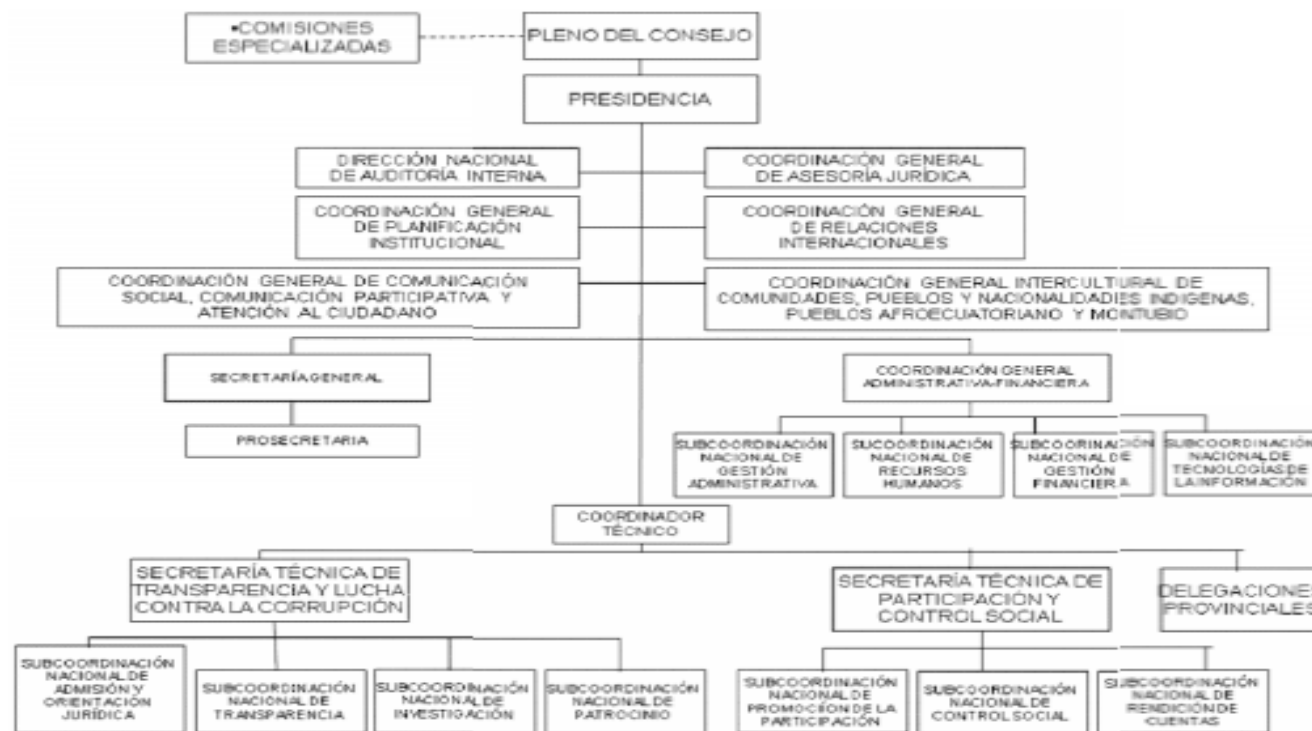 •COMISIONES
ESPECIALIZADAS
PLENO DEL CONSEJO
PRESIDENCIA
DIRECCIÓN NACIONAL
DE AUDITORÍA INTERNA
COORDINACIÓN GENERAL
DE ASESORÍA JURÍDICA
COORDINACIÓN GENERAL
DE PLANIFICACIÓN
INSTITUCIONAL
COORDINACIÓN GENERAL
DE RELACIONES
INTERNACIONALES
COORDINACIÓN GENERAL DE COMUNICACIÓN
SOCIAL, COMUNICACIÓN PARTICIPATIVA Y
ATENCIÓN AL CIUDADANO
COORDINACIÓN GENERAL INTERCULTURAL DE
COMUNIDADES, PUEBLOS Y NACIONALIDADES INDIGENAS,
PUEBLOS AFROECUATORIANO Y MONTUBIO
SECRETARÍA GENERAL
COORDINACIÓN GENERAL
ADMINISTRATIVA-FINANCIERA
PROSECRETARIA
SUBCOORDINACIÓN
NACIONAL DE
GESTIÓN
ADMINISTRATIVA
SUCOORDINACIÓN
NACIONAL DE
RECURSOS
HUMANOS
SUBCOORDINACIÓN
NACIONAL DE
GESTIÓN
FINANCIERA
SUBCOORDINACIÓN
NACIONAL DE
TECNOLOGÍAS DE
LA INFORMACIÓN
COORDINADOR
TÉCNICO
SECRETARÍA TÉCNICA DE
TRANSPARENCIA Y LUCHA
CONTRA LA CORRUPCIÓN
SECRETARÍA TÉCNICA DE
PARTICIPACIÓN Y
CONTROL SOCIAL
DELEGACIONES
PROVINCIALES
SUBCOORDINACIÓN
NACIONAL DE
ADMISIÓN Y
ORIENTACIÓN
JURÍDICA
SUBCOORDINACIÓN
NACIONAL DE
TRANSPARENCIA
SUBCOORDINACIÓN
NACIONAL DE
INVESTIGACIÓN
SUBCOORDINACIÓN
NACIONAL DE
PATROCINIO
SUBCOORDINACIÓN
NACIONAL DE
PROMOCIÓN DE LA
PARTICIPACIÓN
SUBCOORDINACIÓN
NACIONAL DE
CONTROL SOCIAL
SUBCOORDINACIÓN
NACIONAL DE
RENDICIÓN DE
CUENTAS